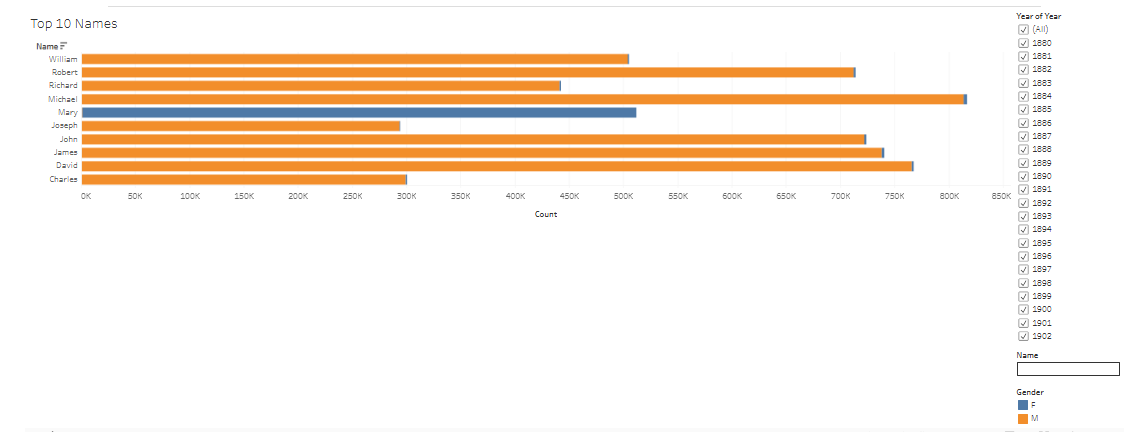 Top 10 Names
Name
William
Robert
Richard
Michael
Mary
Joseph
John
James
David
Charles
0K 50K 100K 150K 200K 250K 300K 350K 400K 450K 500K 550K 600K 650K 700K 750K 800K 850K
Count
Year of Year
(All)
1880
1881
1882
1883
1884
1885
1886
1887
1888
1889
1890
1891
1892
1893
1894
1895
1896
1897
1898
1899
1900
1901
1902
Name
Gender
F
M